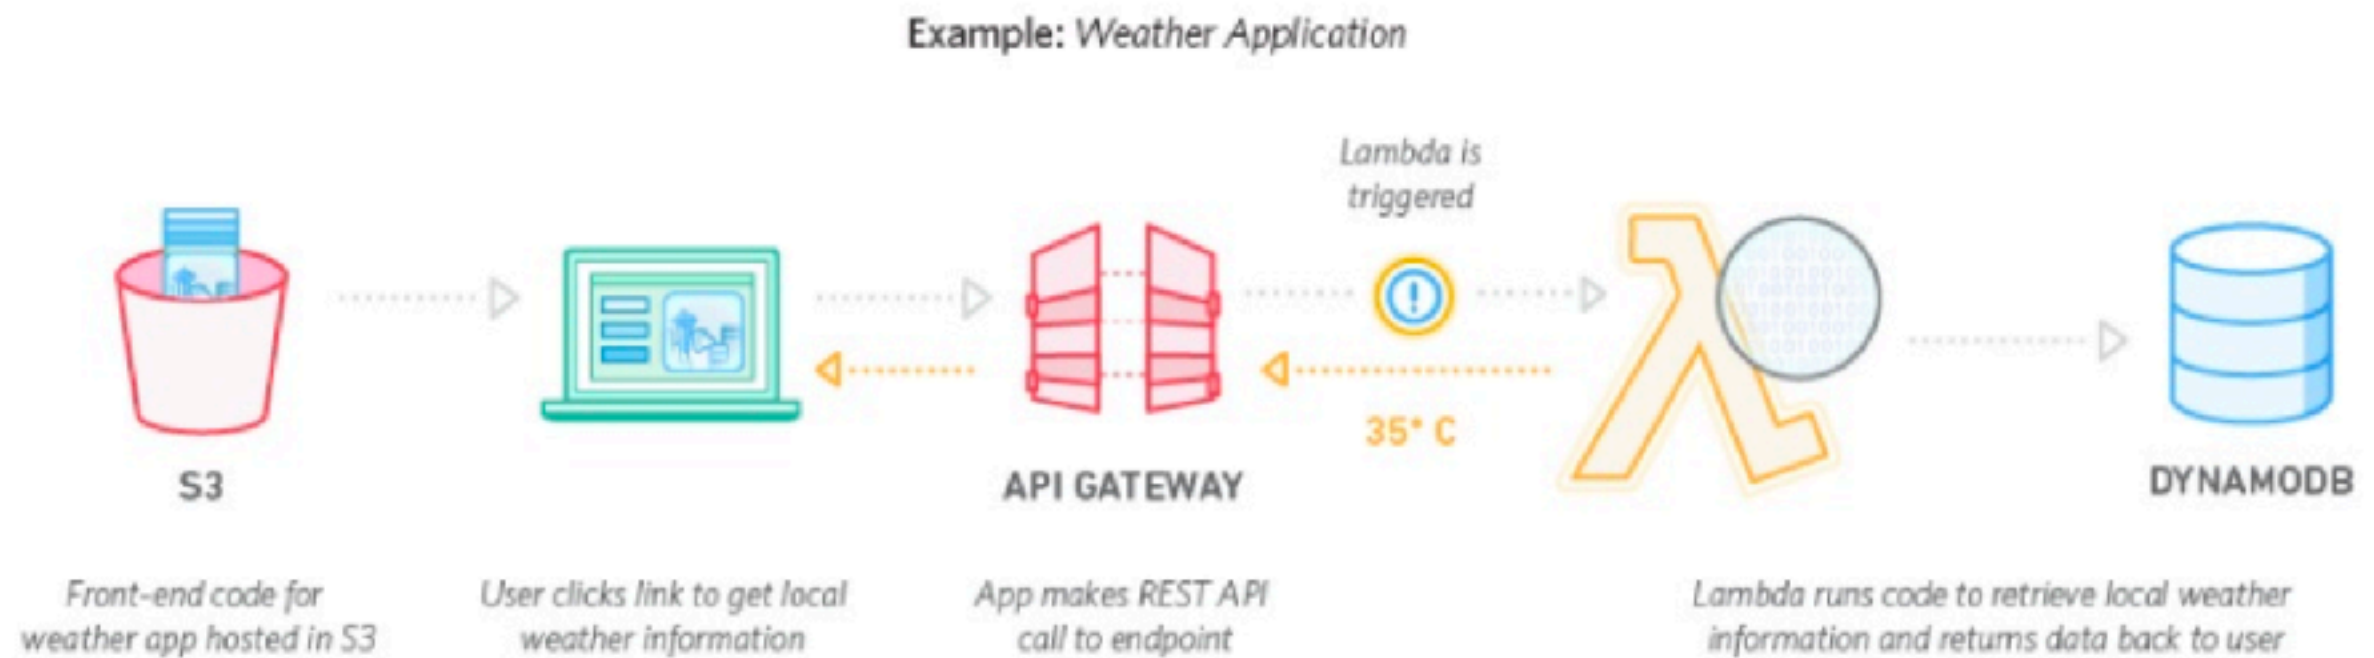 Example: Weather Application
Lambda is
triggered
35° C
S3
API GATEWAY
DYNAMODB
Front-end code for
weather app hosted in S3
User clicks link to get local
weather information
App makes REST API
call to endpoint
Lambda runs code to retrieve local weather
information and returns data back to user